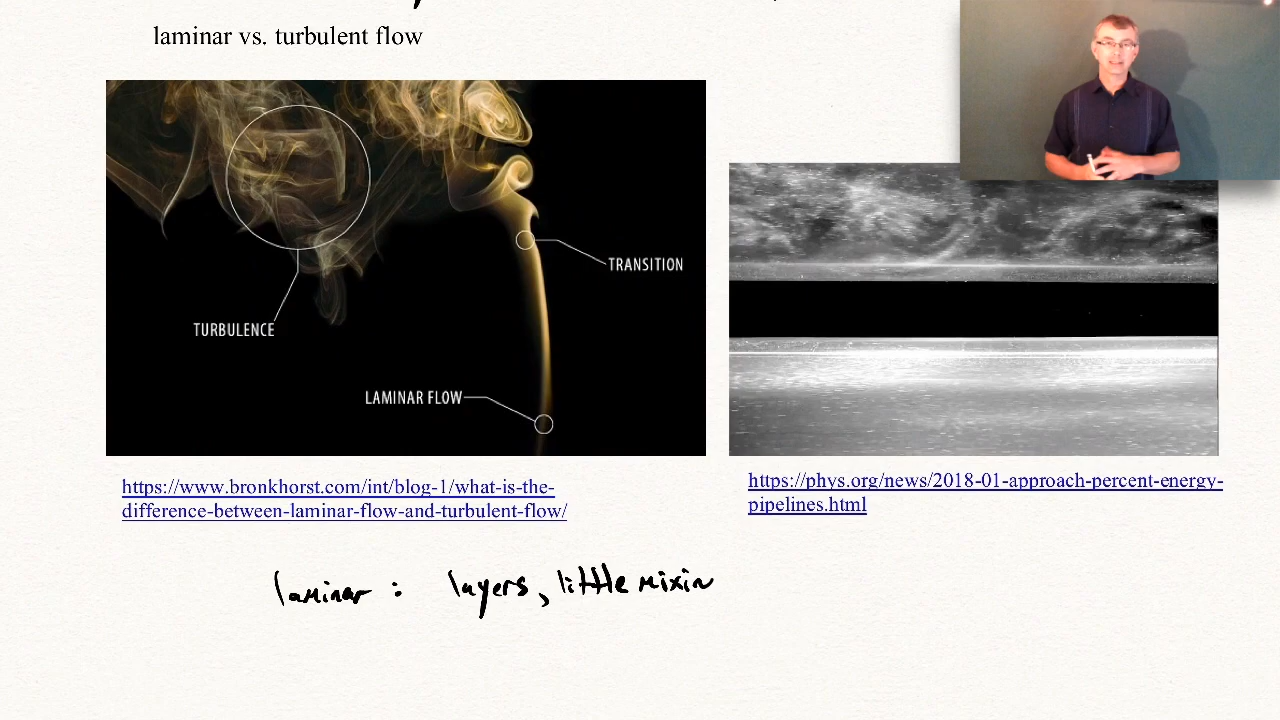 laminar vs. turbulent flow
TRANSITION
TURBULENCE
LAMINAR FLOW
https://www.bronkhorst.com/int/blog-1/what-is-the-
difference-between-laminar-flow-and-turbulent-flow/
https://phys.org/news/2018-01-approach-percent-energy-
pipelines.html
laminar : layers, little mixin